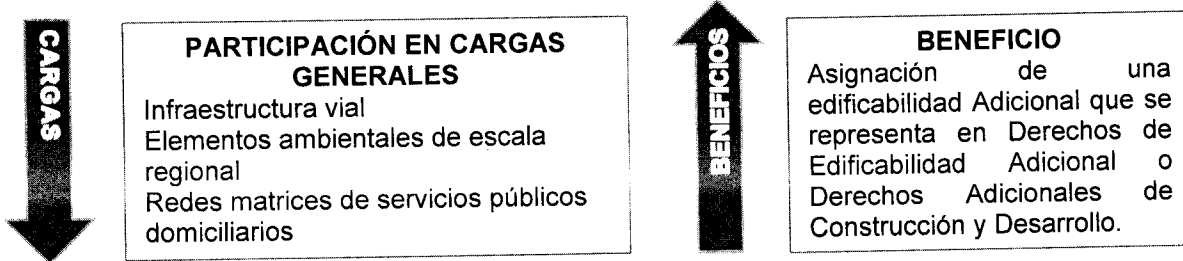 CARGAS
PARTICIPACIÓN EN CARGAS
GENERALES
Infraestructura vial
Elementos ambientales de escala
regional
Redes matrices de servicios públicos
domiciliarios
BENEFICIOS
BENEFICIO
Asignación de una
edificabilidad Adicional que se
representa en Derechos de
Edificabilidad Adicional o
Derechos Adicionales de
Construcción y Desarrollo.